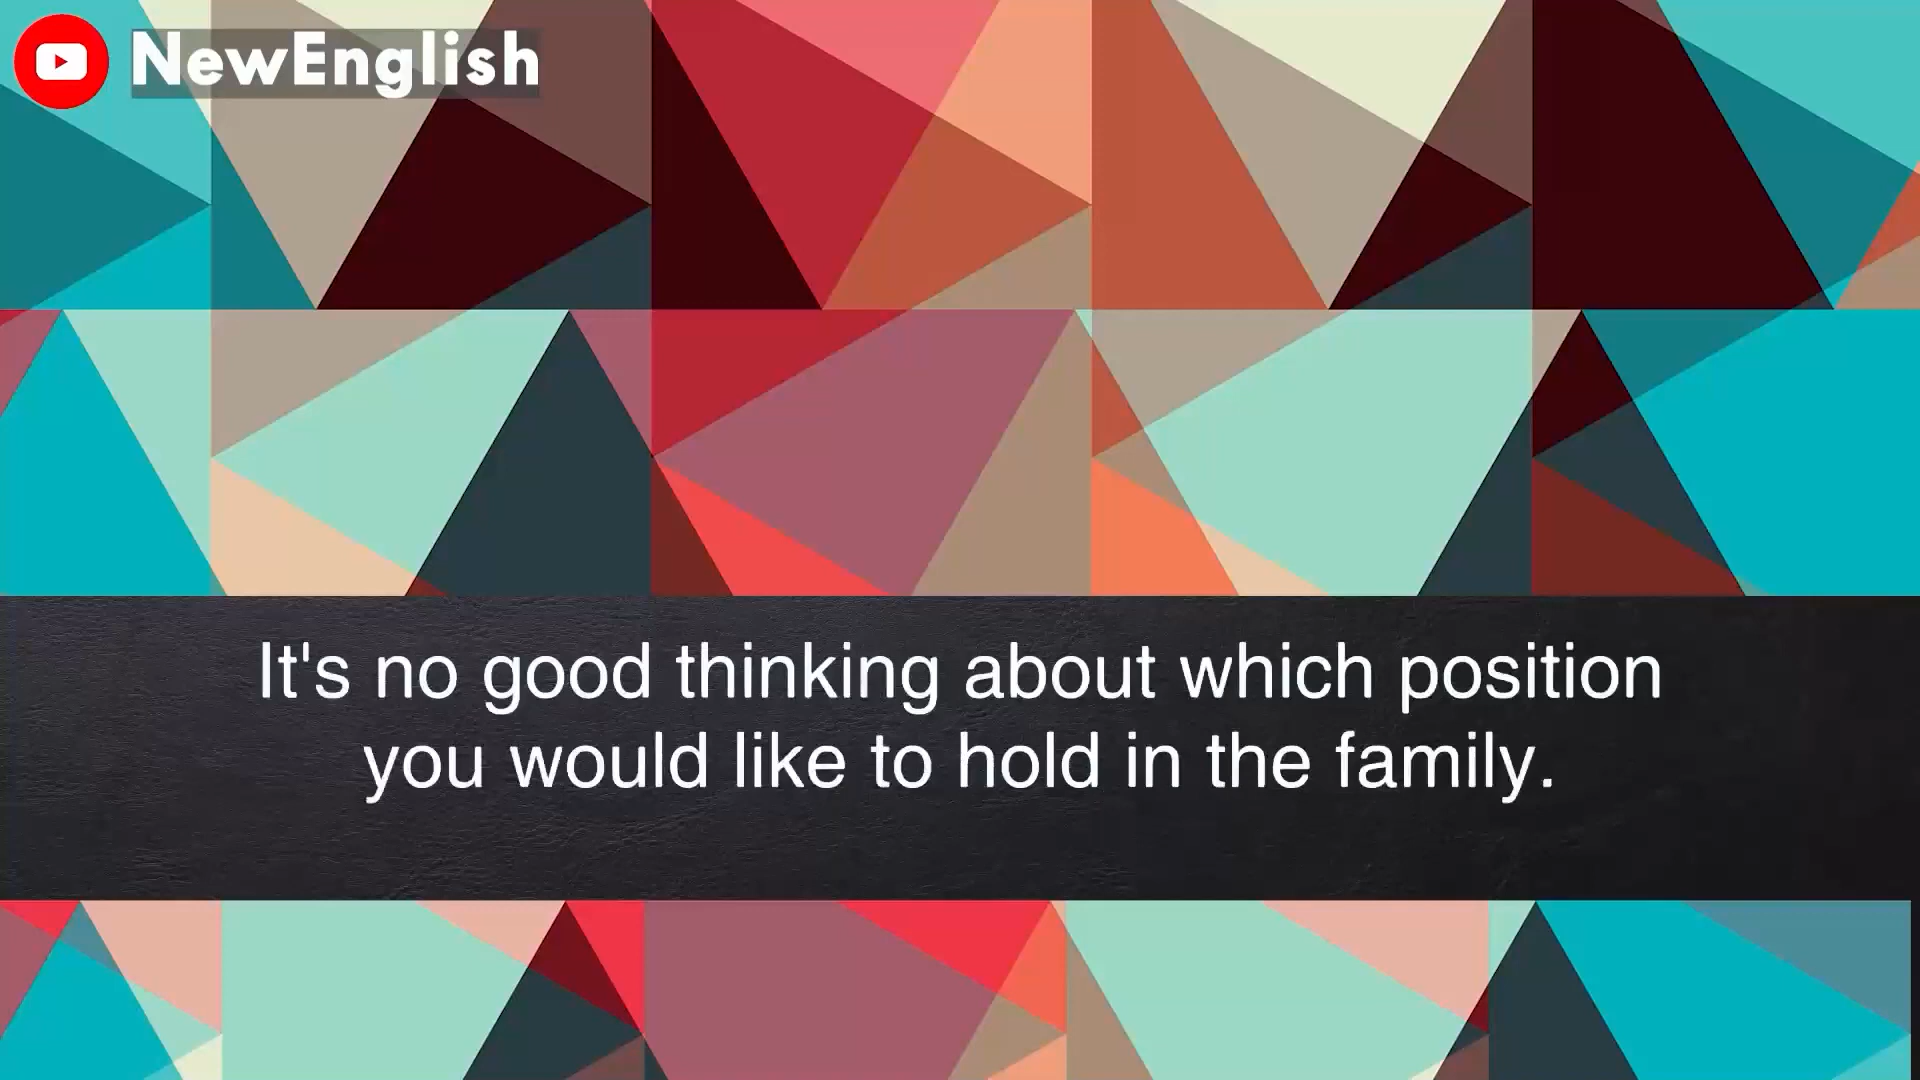 NewEnglish
It's no good thinking about which position
you would like to hold in the family.